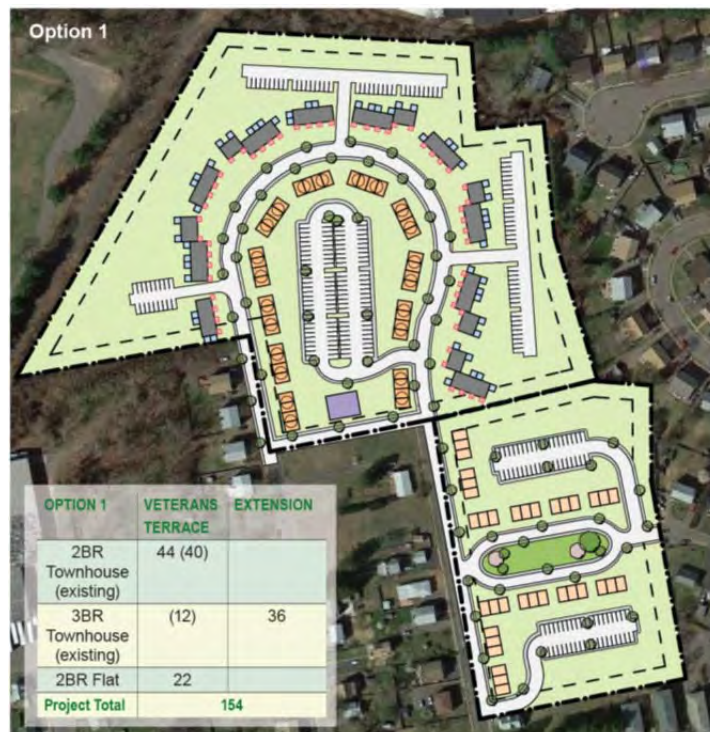 Option 1
OPTION 1 VETERANS EXTENSION
TERRACE
2BR 44 (40)
Townhouse
(existing)
3BR (12) 36
Townhouse
(existing)
2BR Flat 22
Project Total 154